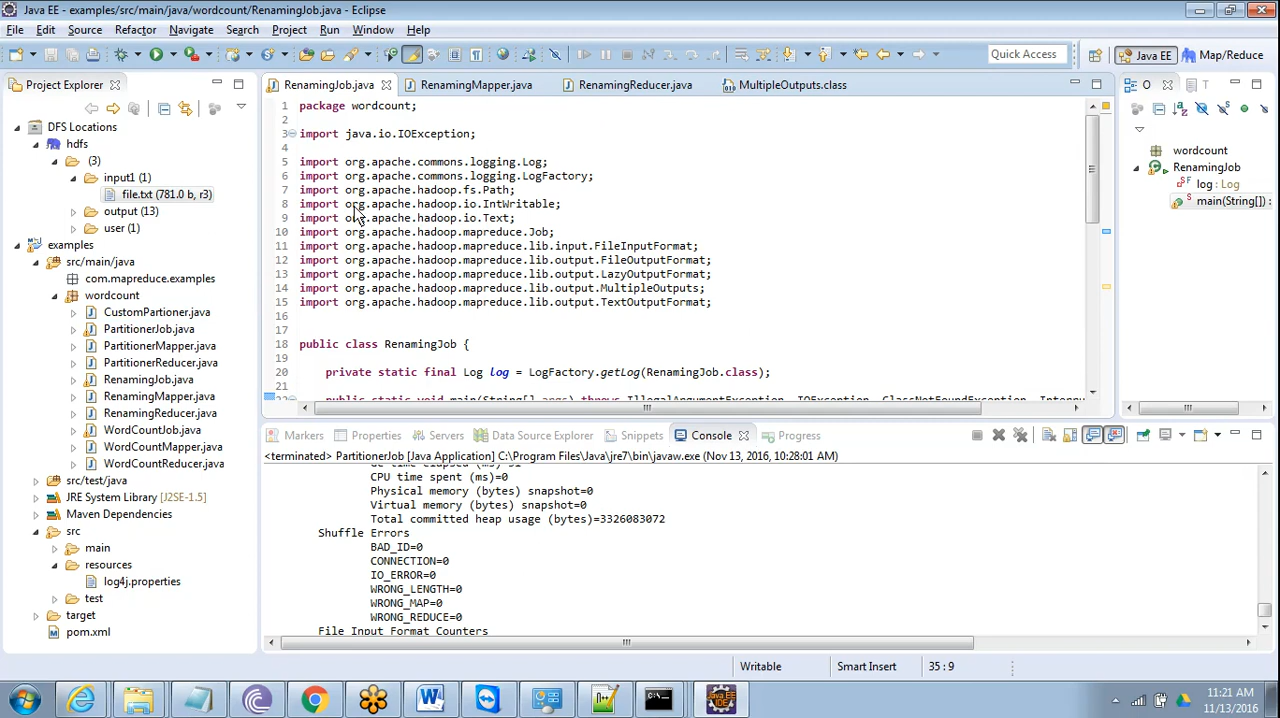 Java EE - examples/src/main/java/wordcount/RenamingJob.java - Eclipse
File Edit Source Refactor Navigate Search Project Run Window Help
Quick Access
Java EE
Map/Reduce
Project Explorer
DFS Locations
hdfs
(3)
input1 (1)
file.txt (781.0 b, r3)
output (13)
user (1)
examples
src/main/java
com.mapreduce.examples
wordcount
CustomPartioner.java
PartitionerJob.java
PartitionerMapper.java
PartitionerReducer.java
RenamingJob.java
RenamingMapper.java
RenamingReducer.java
WordCountJob.java
WordCountMapper.java
WordCountReducer.java
src/test/java
JRE System Library [J2SE-1.5]
Maven Dependencies
src
main
resources
log4j.properties
test
target
pom.xml
RenamingJob.java
RenamingMapper.java
RenamingReducer.java
MultipleOutputs.class
1 package wordcount;
2
3 import java.io.IOException;
4
5 import org.apache.commons.logging.Log;
6 import org.apache.commons.logging.LogFactory;
7 import org.apache.hadoop.fs.Path;
8 import org.apache.hadoop.io.IntWritable;
9 import org.apache.hadoop.io.Text;
10 import org.apache.hadoop.mapreduce.Job;
11 import org.apache.hadoop.mapreduce.lib.input.FileInputFormat;
12 import org.apache.hadoop.mapreduce.lib.output.FileOutputFormat;
13 import org.apache.hadoop.mapreduce.lib.output.LazyOutputFormat;
14 import org.apache.hadoop.mapreduce.lib.output.MultipleOutputs;
15 import org.apache.hadoop.mapreduce.lib.output.TextOutputFormat;
16
17
18 public class RenamingJob {
19
20 private static final Log log = LogFactory.getLog(RenamingJob.class);
21
22 public static void main(String[] args) throws IllegalArgumentException, IOException, ClassNotFoundException, Interrup
O
T
wordcount
RenamingJob
log : Log
main(String[]) :
Markers
Properties
Servers
Data Source Explorer
Snippets
Console
Progress
<terminated> PartitionerJob [Java Application] C:\Program Files\Java\jre7\bin\javaw.exe (Nov 13, 2016, 10:28:01 AM)
CPU time spent (ms)=0
Physical memory (bytes) snapshot=0
Virtual memory (bytes) snapshot=0
Total committed heap usage (bytes)=3326083072
Shuffle Errors
BAD_ID=0
CONNECTION=0
IO_ERROR=0
WRONG_LENGTH=0
WRONG_MAP=0
WRONG_REDUCE=0
File Input Format Counters
Writable
Smart Insert
35 : 9
11:21 AM
11/13/2016